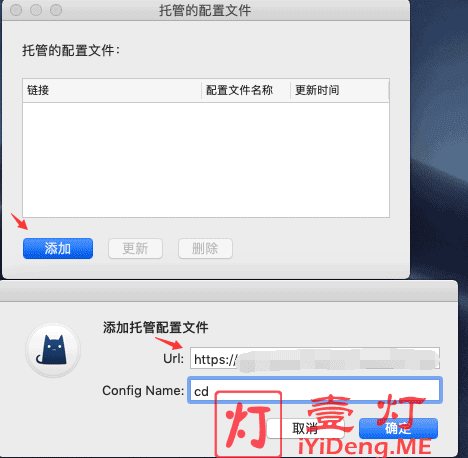 托管的配置文件
托管的配置文件：
链接 配置文件名称 更新时间
添加 更新 删除
添加托管配置文件
Url: https:/
Config Name: cd
取消 确定
灯 壹灯
iYiDeng.ME